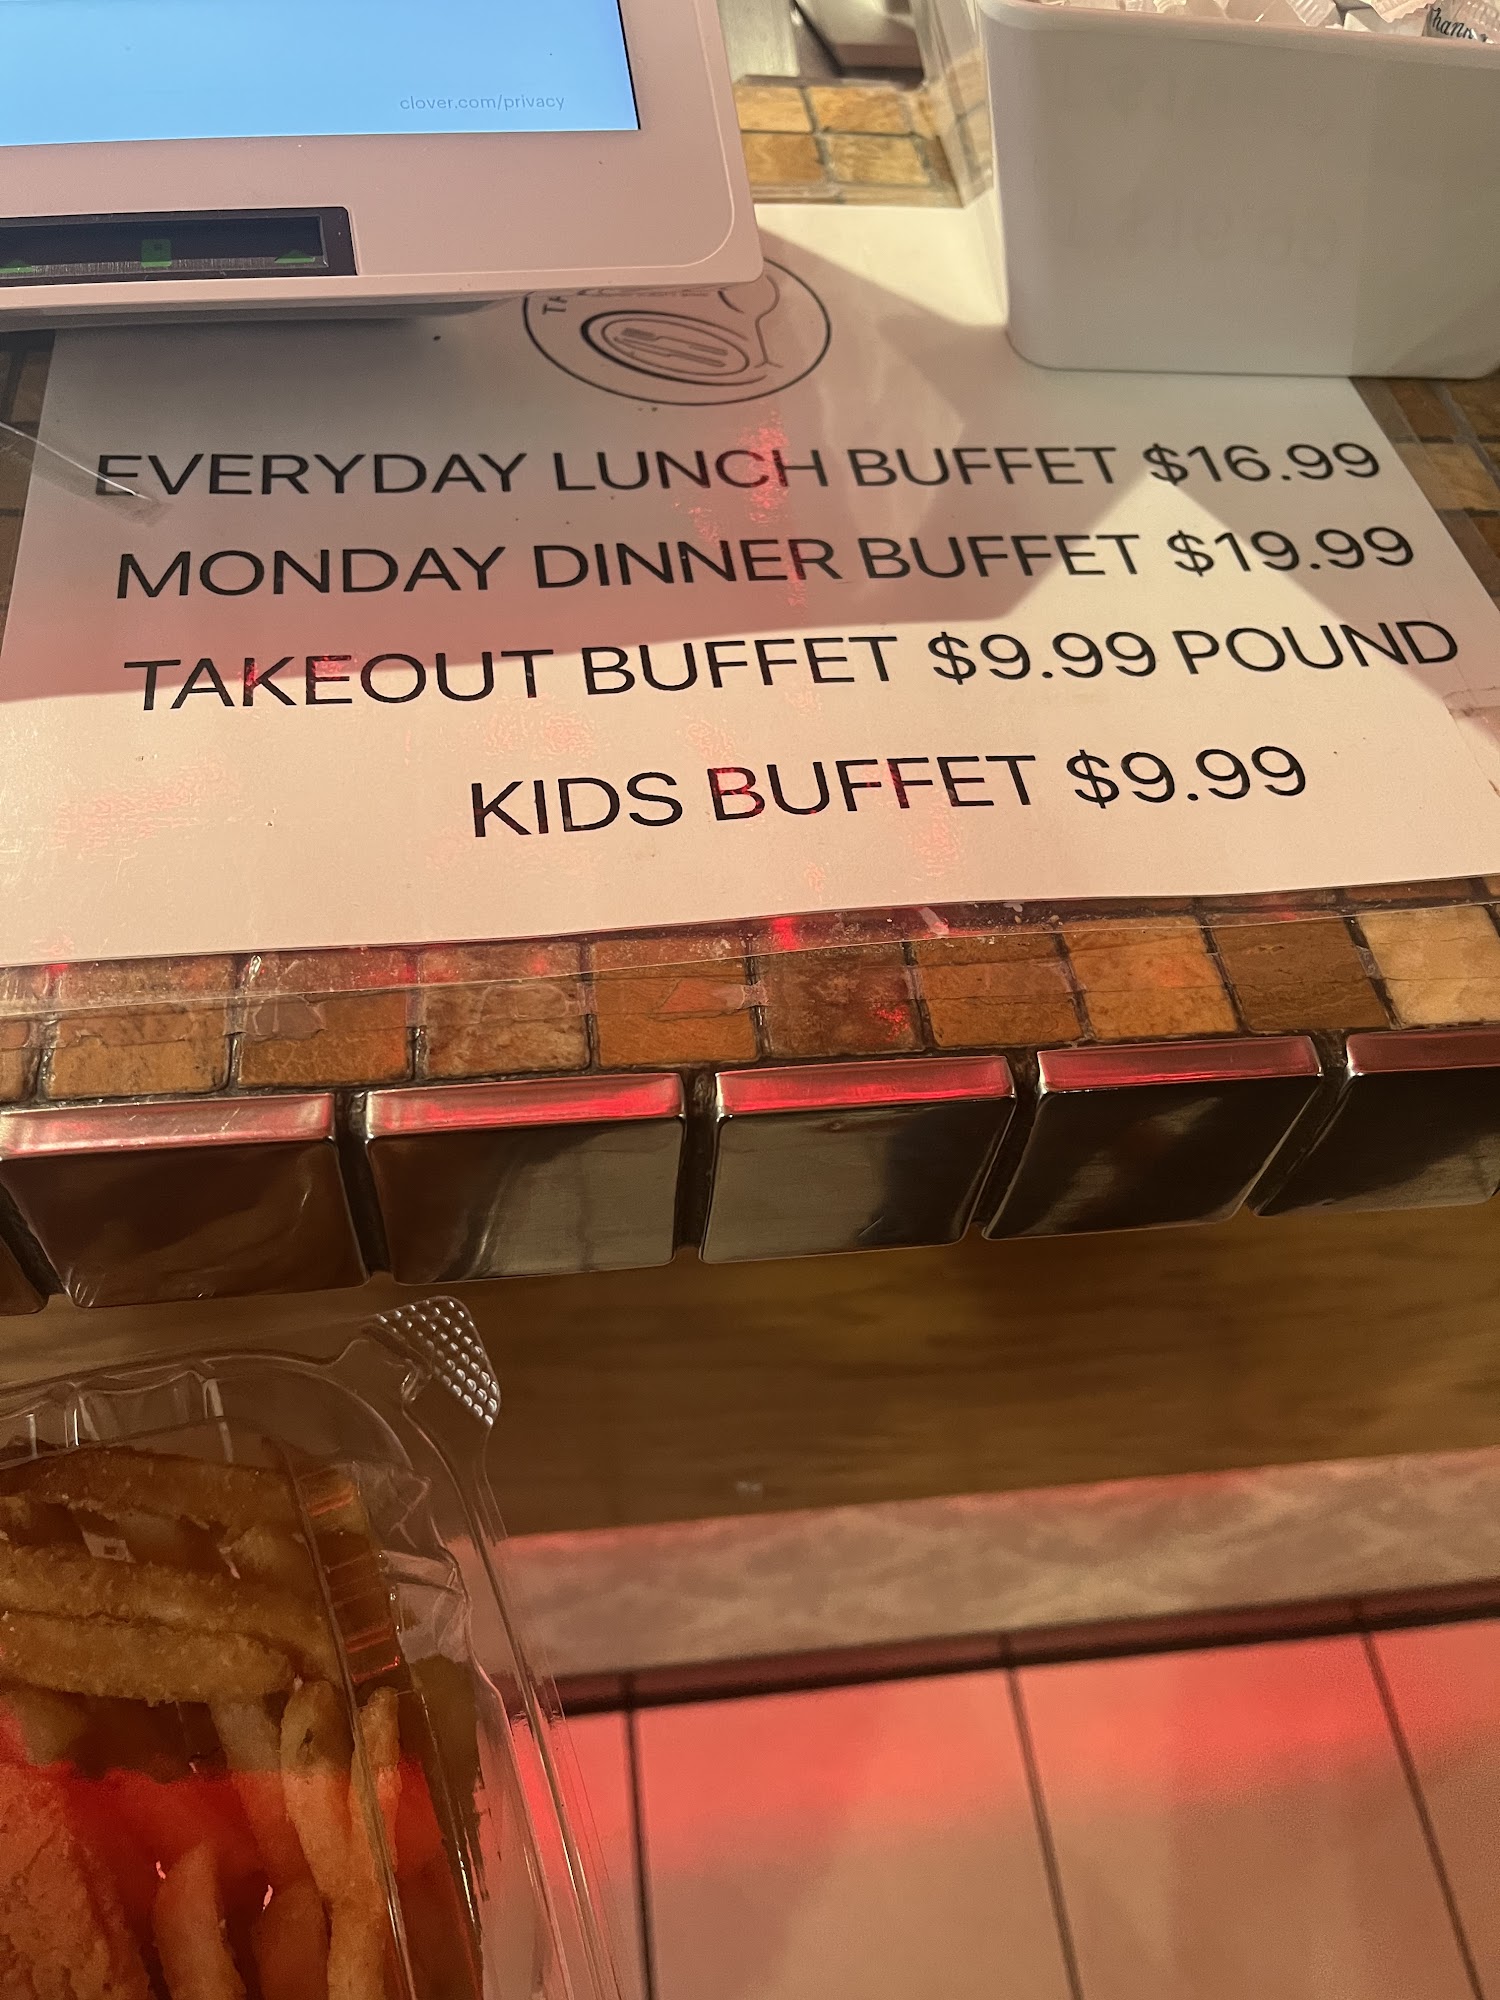 clover.com/privacy
EVERYDAY LUNCH BUFFET $16.99
MONDAY DINNER BUFFET $19.99
TAKEOUT BUFFET $9.99 POUND
KIDS BUFFET $9.99